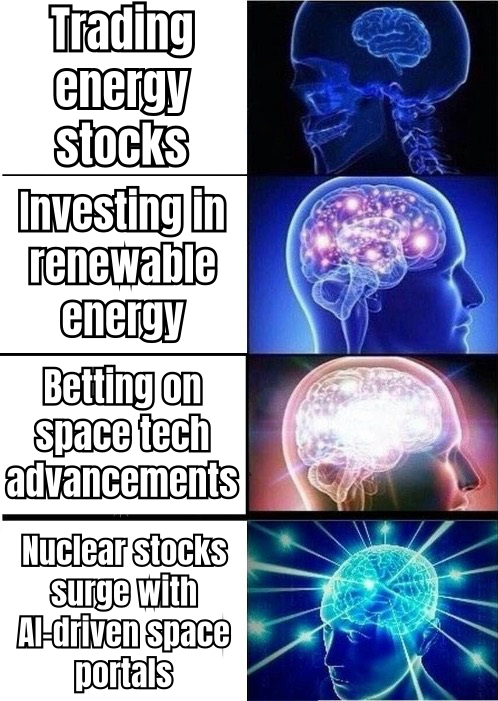 Trading
energy
stocks
Investing in
renewable
energy
Betting on
space tech
advancements
Nuclear stocks
surge with
AI-driven space
portals